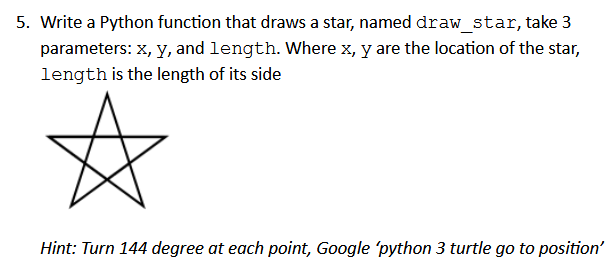 5. Write a Python function that draws a star, named draw_star, take 3
parameters: x, y, and length. Where x, y are the location of the star,
length is the length of its side
Hint: Turn 144 degree at each point, Google ‘python 3 turtle go to position’